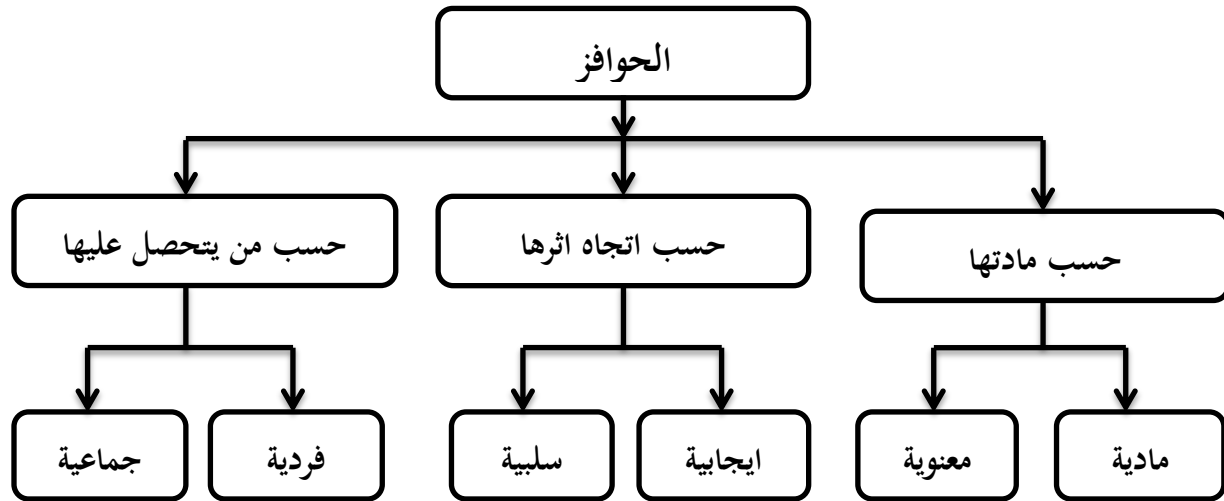 الحوافز
حسب مادتها
حسب اتجاه اثرها
حسب من يتحصل عليها
مادية
معنوية
ايجابية
سلبية
فردية
جماعية